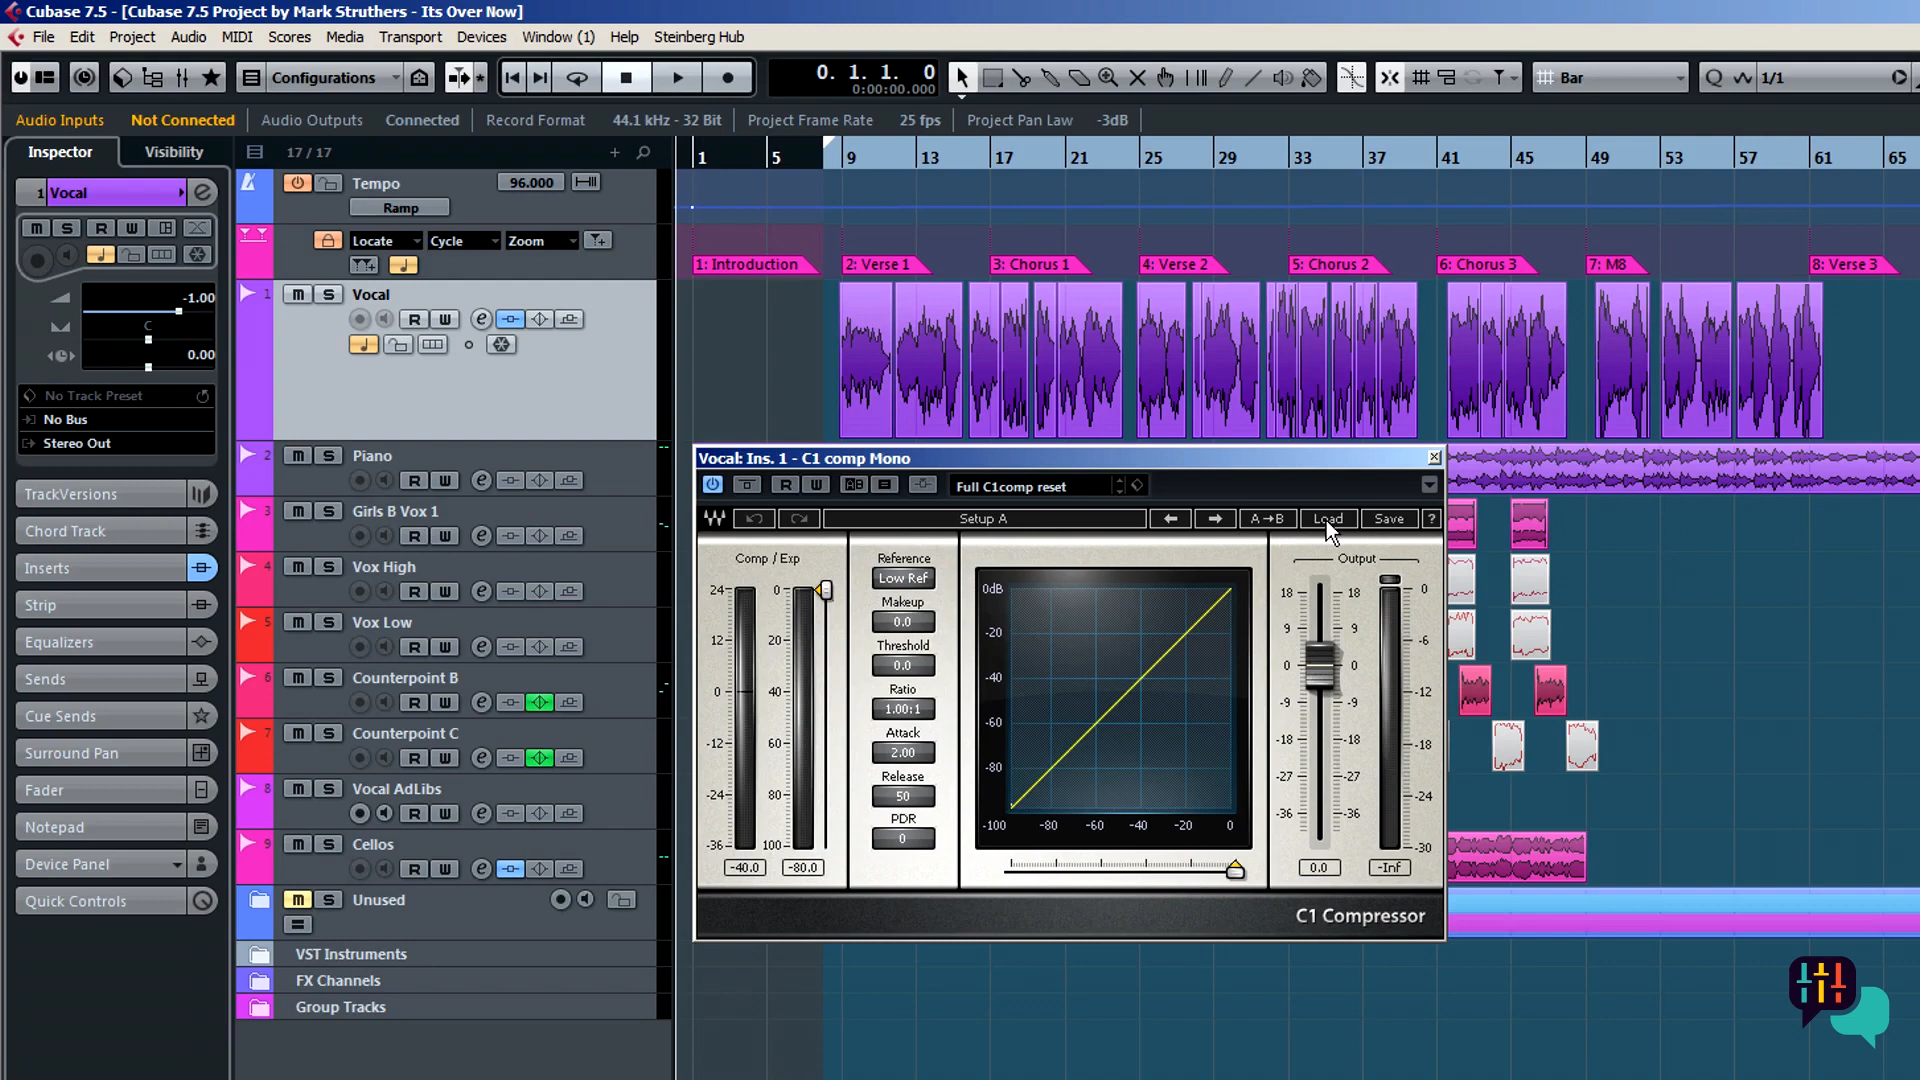 Cubase 7.5 - [Cubase 7.5 Project by Mark Struthers - Its Over Now]
File Edit Project Audio MIDI Scores Media Transport Devices Window (1) Help Steinberg Hub
Configurations 0. 1. 1. 0 Bar Q 1/1
0:00:00.000
Audio Inputs Not Connected Audio Outputs Connected Record Format 44.1 kHz - 32 Bit Project Frame Rate 25 fps Project Pan Law -3dB
Inspector Visibility 17 / 17 1 5 9 13 17 21 25 29 33 37 41 45 49 53 57 61 65
1 Vocal
M S R W
-1.00
C
0.00
No Track Preset
No Bus
Stereo Out
TrackVersions
Chord Track
Inserts
Strip
Equalizers
Sends
Cue Sends
Surround Pan
Fader
Notepad
Device Panel
Quick Controls
Tempo 96.000
Ramp
Locate Cycle Zoom
1: Introduction 2: Verse 1 3: Chorus 1 4: Verse 2 5: Chorus 2 6: Chorus 3 7: M8 8: Verse 3
1 M S Vocal
R W e
2 M S Piano
R W e
3 M S Girls B Vox 1
R W e
4 M S Vox High
R W e
5 M S Vox Low
R W e
6 M S Counterpoint B
R W e
7 M S Counterpoint C
R W e
8 M S Vocal AdLibs
R W e
9 M S Cellos
R W e
M S Unused
VST Instruments
FX Channels
Group Tracks
Vocal: Ins. 1 - C1 comp Mono
R W Full C1comp reset
Setup A A→B Load Save ?
Comp / Exp
24 12 0 -12 -24 -36
0 20 40 60 80 100
-40.0 -80.0
Reference
Low Ref
Makeup
0.0
Threshold
0.0
Ratio
1.00:1
Attack
2.00
Release
50
PDR
0
0dB
-20
-40
-60
-80
-100 -80 -60 -40 -20 0
Output
18 18 0
9 9 -6
0 0 -12
-9 -9
-18 -18 -18
-27 -27 -24
-36 -36 -30
0.0 -Inf
C1 Compressor